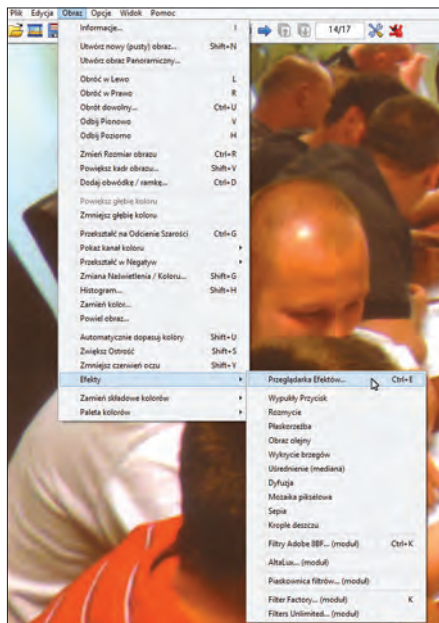 Plik Edycja Obraz Opcje Widok Pomoc
14/17
Informacje... I
Utwórz nowy (pusty) obraz... Shift+N
Utwórz obraz Panoramiczny...
Obróć w Lewo L
Obróć w Prawo R
Obrót dowolny... Ctrl+U
Odbij Pionowo V
Odbij Poziomo H
Zmień Rozmiar obrazu Ctrl+R
Powiększ kadr obrazu... Shift+V
Dodaj obwódkę / ramkę... Ctrl+D
Powiększ głębię koloru
Zmniejsz głębię koloru
Przekształć na Odcienie Szarości Ctrl+G
Pokaż kanał koloru
Przekształć w Negatyw
Zmiana Naświetlenia / Koloru... Shift+G
Histogram... Shift+H
Zamień kolor...
Powiel obraz...
Automatycznie dopasuj kolory Shift+U
Zwiększ Ostrość Shift+S
Zmniejsz czerwień oczu Shift+Y
Efekty
Zamień składowe kolorów
Paleta kolorów
Przeglądarka Efektów... Ctrl+E
Wypukły Przycisk
Rozmycie
Płaskorzeźba
Obraz olejny
Wykrycie brzegów
Uśrednienie (mediana)
Dyfuzja
Mozaika pikselowa
Sepia
Krople deszczu
Filtry Adobe 8BF... (moduł) Ctrl+K
AltaLux... (moduł)
Piaskownica filtrów... (moduł)
Filter Factory... (moduł) K
Filters Unlimited... (moduł)